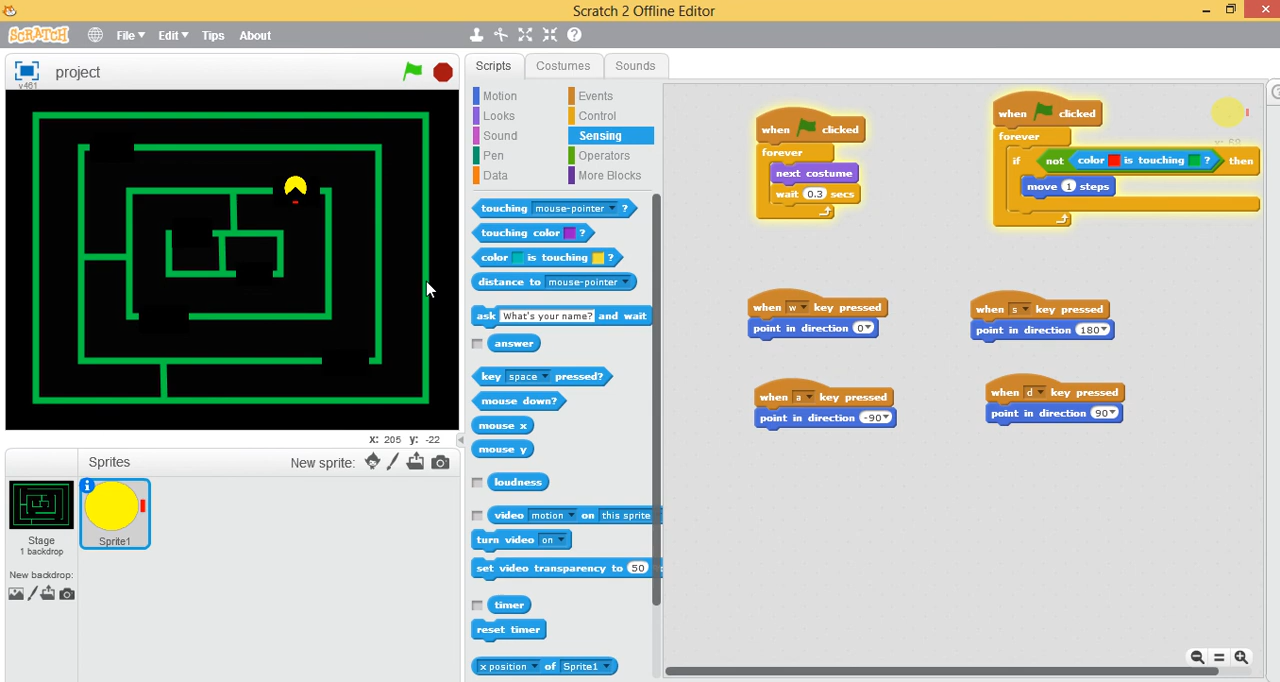 Scratch 2 Offline Editor
SCRATCH File Edit Tips About
project
v461
Scripts Costumes Sounds
Motion Events
Looks Control
Sound Sensing
Pen Operators
Data More Blocks
touching mouse-pointer ?
touching color ?
color is touching ?
distance to mouse-pointer
ask What's your name? and wait
answer
key space pressed?
mouse down?
mouse x
mouse y
loudness
video motion on this sprite
turn video on
set video transparency to 50
timer
reset timer
x position of Sprite1
when clicked
forever
next costume
wait 0.3 secs
when clicked
forever
if not color is touching ? then
move 1 steps
when w key pressed
point in direction 0
when s key pressed
point in direction 180
when a key pressed
point in direction -90
when d key pressed
point in direction 90
x: 205 y: -22
Sprites New sprite:
Stage
1 backdrop
New backdrop:
Sprite1